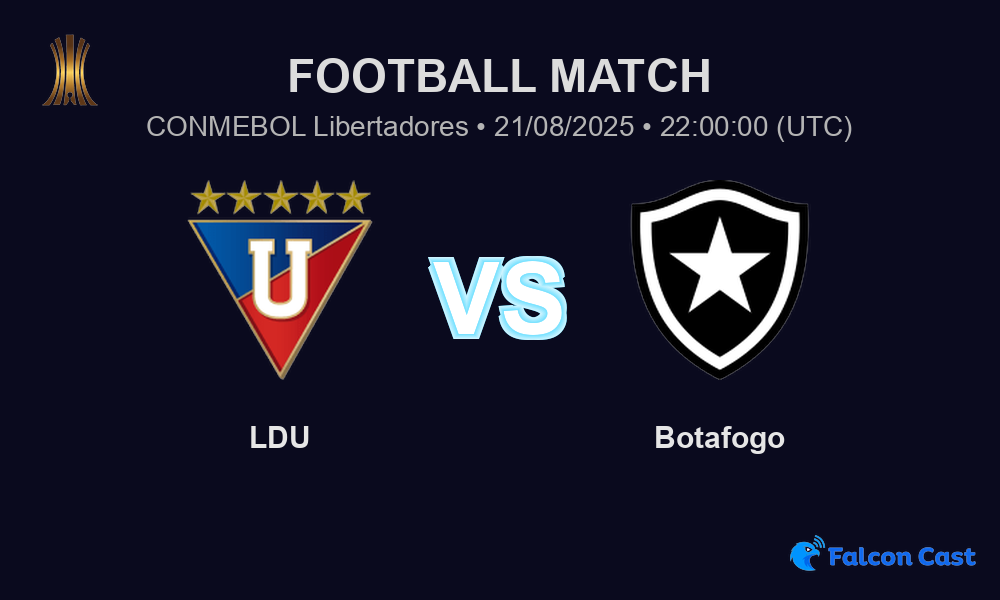 FOOTBALL MATCH
CONMEBOL Libertadores • 21/08/2025 • 22:00:00 (UTC)
U
VS
LDU
Botafogo
Falcon Cast